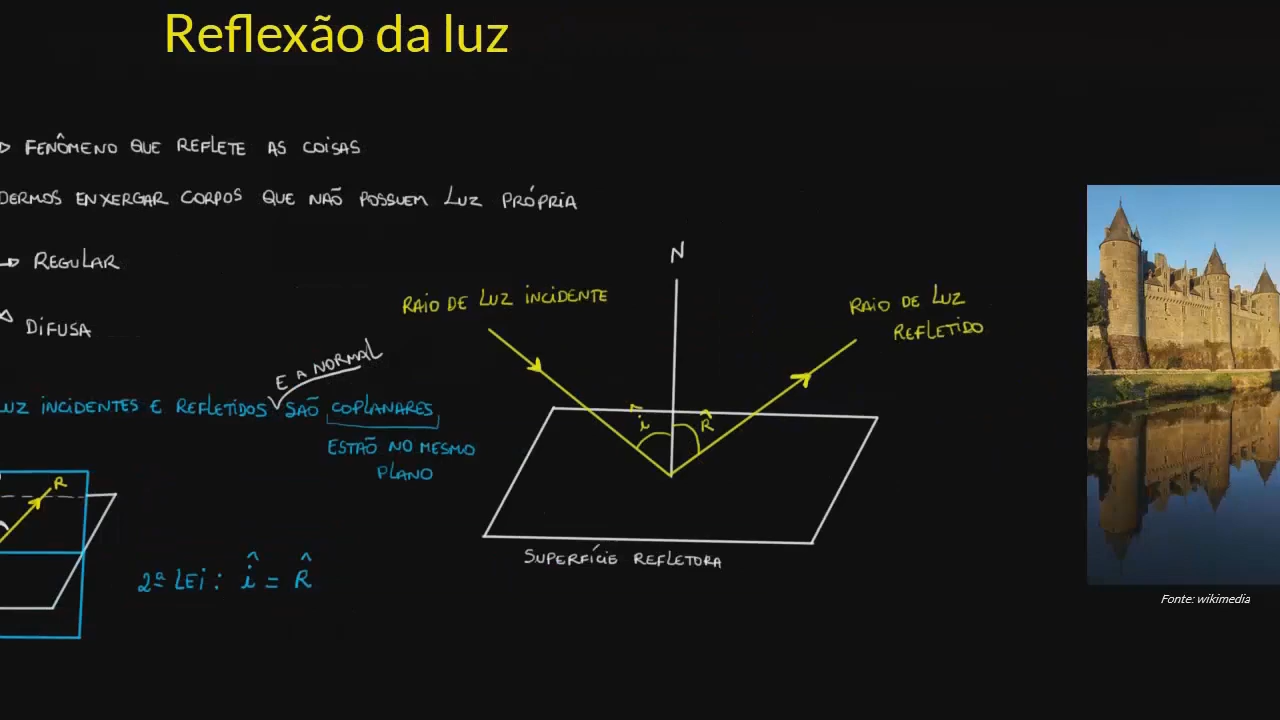 Reflexão da luz
FENÔMENO QUE REFLETE AS COISAS
DERMOS ENXERGAR CORPOS QUE NÃO POSSUEM LUZ PRÓPRIA
REGULAR
DIFUSA
E A NORMAL
UZ INCIDENTES E REFLETIDOS SÃO COPLANARES
ESTÃO NO MESMO
PLANO
R
2ª LEI: î = R̂
N
RAIO DE LUZ INCIDENTE
RAIO DE LUZ
REFLETIDO
î
R̂
SUPERFÍCIE REFLETORA
Fonte: wikimedia